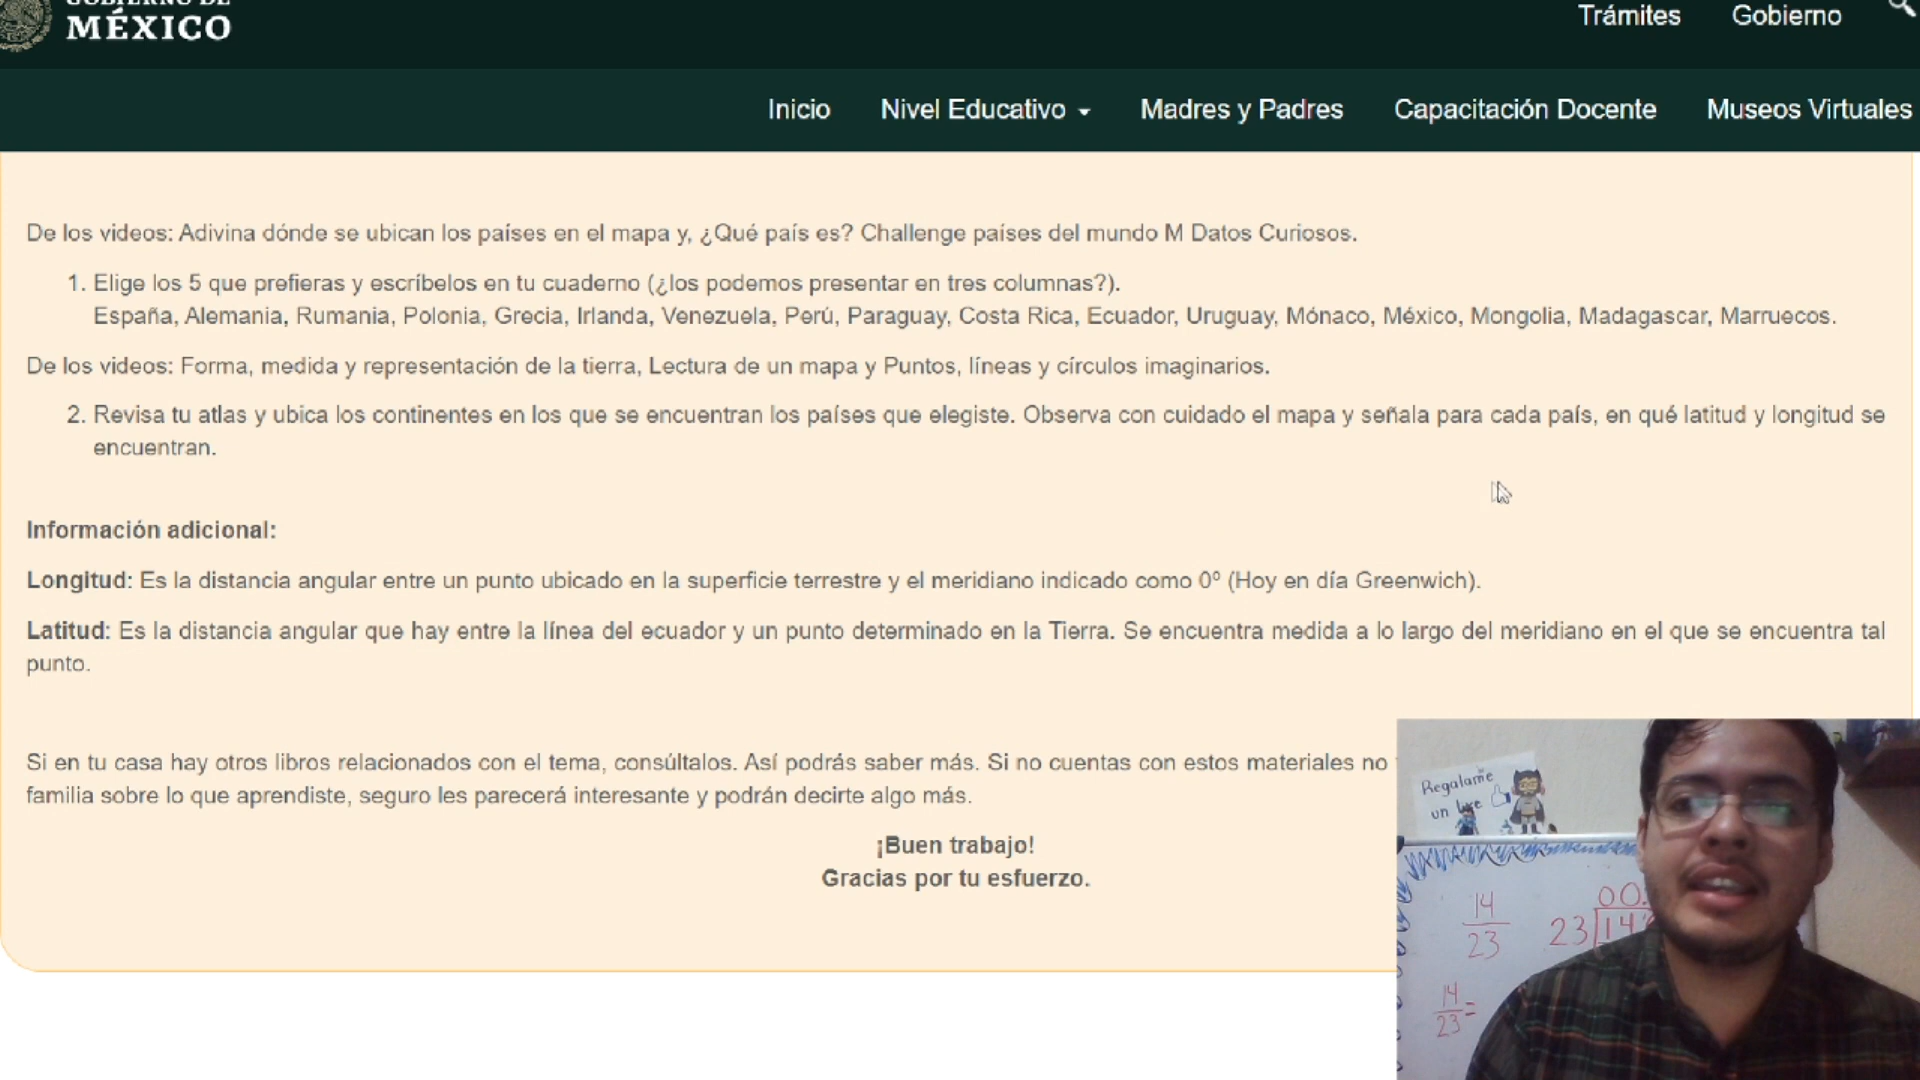 GOBIERNO DE
MÉXICO
Trámites Gobierno
Inicio Nivel Educativo Madres y Padres Capacitación Docente Museos Virtuales
De los videos: Adivina dónde se ubican los países en el mapa y, ¿Qué país es? Challenge países del mundo M Datos Curiosos.
1. Elige los 5 que prefieras y escríbelos en tu cuaderno (¿los podemos presentar en tres columnas?).
España, Alemania, Rumania, Polonia, Grecia, Irlanda, Venezuela, Perú, Paraguay, Costa Rica, Ecuador, Uruguay, Mónaco, México, Mongolia, Madagascar, Marruecos.
De los videos: Forma, medida y representación de la tierra, Lectura de un mapa y Puntos, líneas y círculos imaginarios.
2. Revisa tu atlas y ubica los continentes en los que se encuentran los países que elegiste. Observa con cuidado el mapa y señala para cada país, en qué latitud y longitud se
encuentran.
Información adicional:
Longitud: Es la distancia angular entre un punto ubicado en la superficie terrestre y el meridiano indicado como 0º (Hoy en día Greenwich).
Latitud: Es la distancia angular que hay entre la línea del ecuador y un punto determinado en la Tierra. Se encuentra medida a lo largo del meridiano en el que se encuentra tal
punto.
Si en tu casa hay otros libros relacionados con el tema, consúltalos. Así podrás saber más. Si no cuentas con estos materiales no
familia sobre lo que aprendiste, seguro les parecerá interesante y podrán decirte algo más.
¡Buen trabajo!
Gracias por tu esfuerzo.
Regalame
un like
14
23
00.
23 14
14
23 =